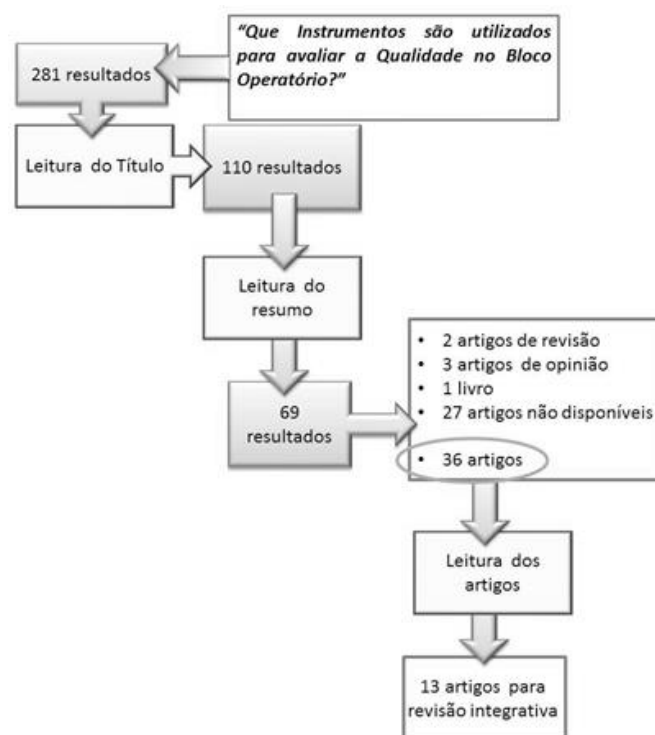 “Que Instrumentos são utilizados
para avaliar a Qualidade no Bloco
Operatório?”
281 resultados
Leitura do Título
110 resultados
Leitura do
resumo
69
resultados
• 2 artigos de revisão
• 3 artigos de opinião
• 1 livro
• 27 artigos não disponíveis
• 36 artigos
Leitura dos
artigos
13 artigos para
revisão integrativa